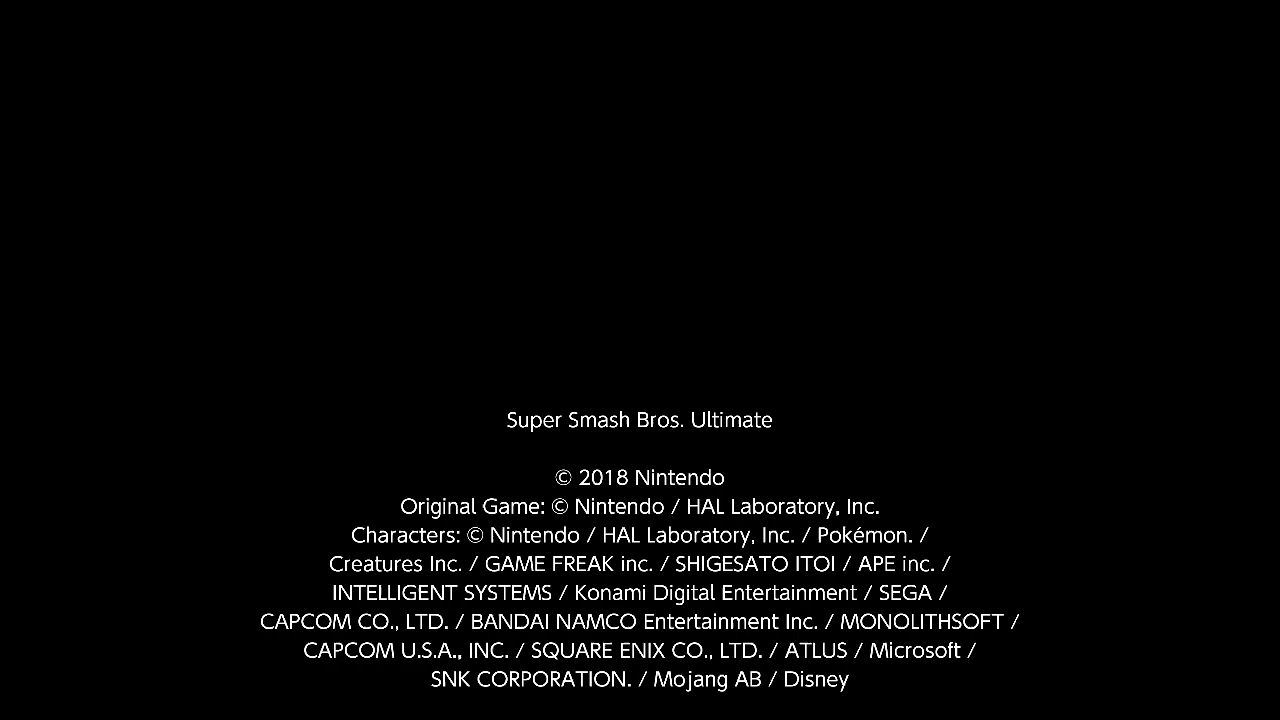 Super Smash Bros. Ultimate
© 2018 Nintendo
Original Game: © Nintendo / HAL Laboratory, Inc.
Characters: © Nintendo / HAL Laboratory, Inc. / Pokémon. /
Creatures Inc. / GAME FREAK inc. / SHIGESATO ITOI / APE inc. /
INTELLIGENT SYSTEMS / Konami Digital Entertainment / SEGA /
CAPCOM CO., LTD. / BANDAI NAMCO Entertainment Inc. / MONOLITHSOFT /
CAPCOM U.S.A., INC. / SQUARE ENIX CO., LTD. / ATLUS / Microsoft /
SNK CORPORATION. / Mojang AB / Disney